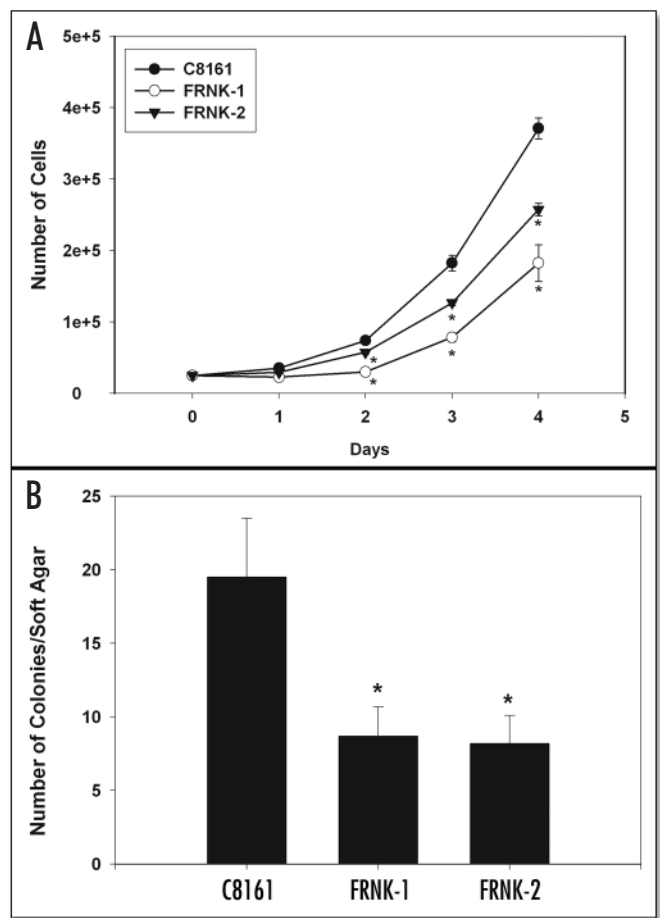 A
5e+5
4e+5
3e+5
2e+5
1e+5
0
Number of Cells
C8161
FRNK-1
FRNK-2
*
*
*
*
*
*
0 1 2 3 4 5
Days
B
25
20
15
10
5
0
Number of Colonies/Soft Agar
*
*
C8161 FRNK-1 FRNK-2